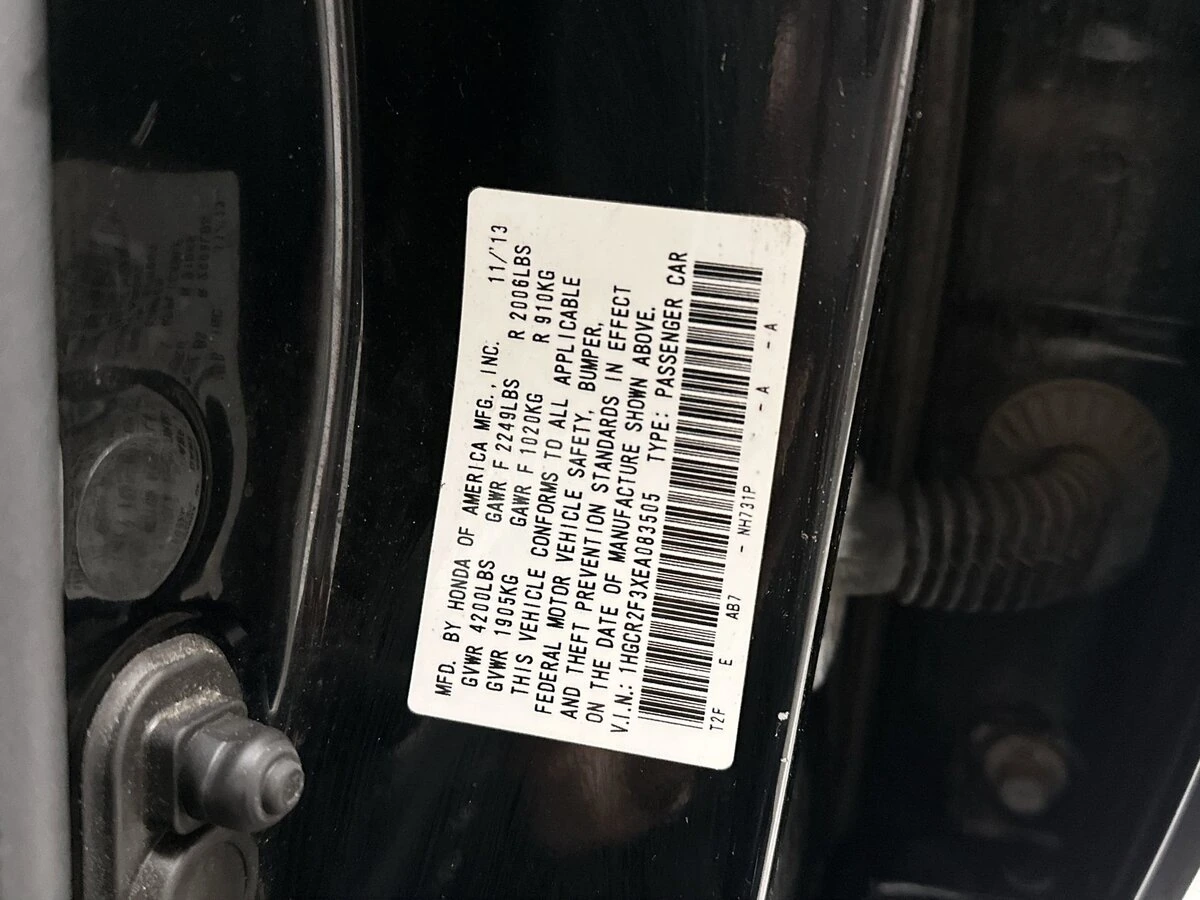 MFD. BY HONDA OF AMERICA MFG., INC. 11/'13
GVWR 4200LBS GAWR F 2249LBS R 2006LBS
GVWR 1905KG GAWR F 1020KG R 910KG
THIS VEHICLE CONFORMS TO ALL APPLICABLE
FEDERAL MOTOR VEHICLE SAFETY, BUMPER,
AND THEFT PREVENTION STANDARDS IN EFFECT
ON THE DATE OF MANUFACTURE SHOWN ABOVE.
V.I.N.: 1HGCR2F3XEA083505 TYPE: PASSENGER CAR
T2F E AB7 - NH731P - A - A